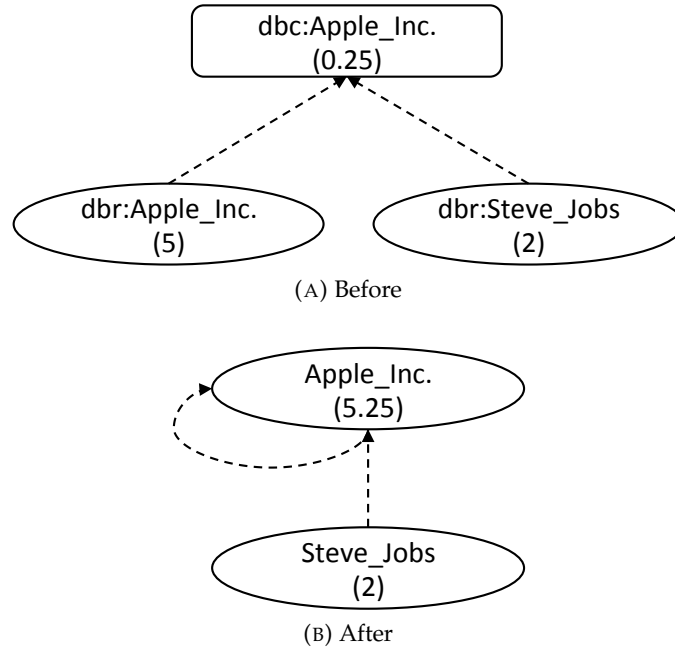 dbc:Apple_Inc.
(0.25)
dbr:Apple_Inc.
(5)
dbr:Steve_Jobs
(2)
(A) Before
Apple_Inc.
(5.25)
Steve_Jobs
(2)
(B) After